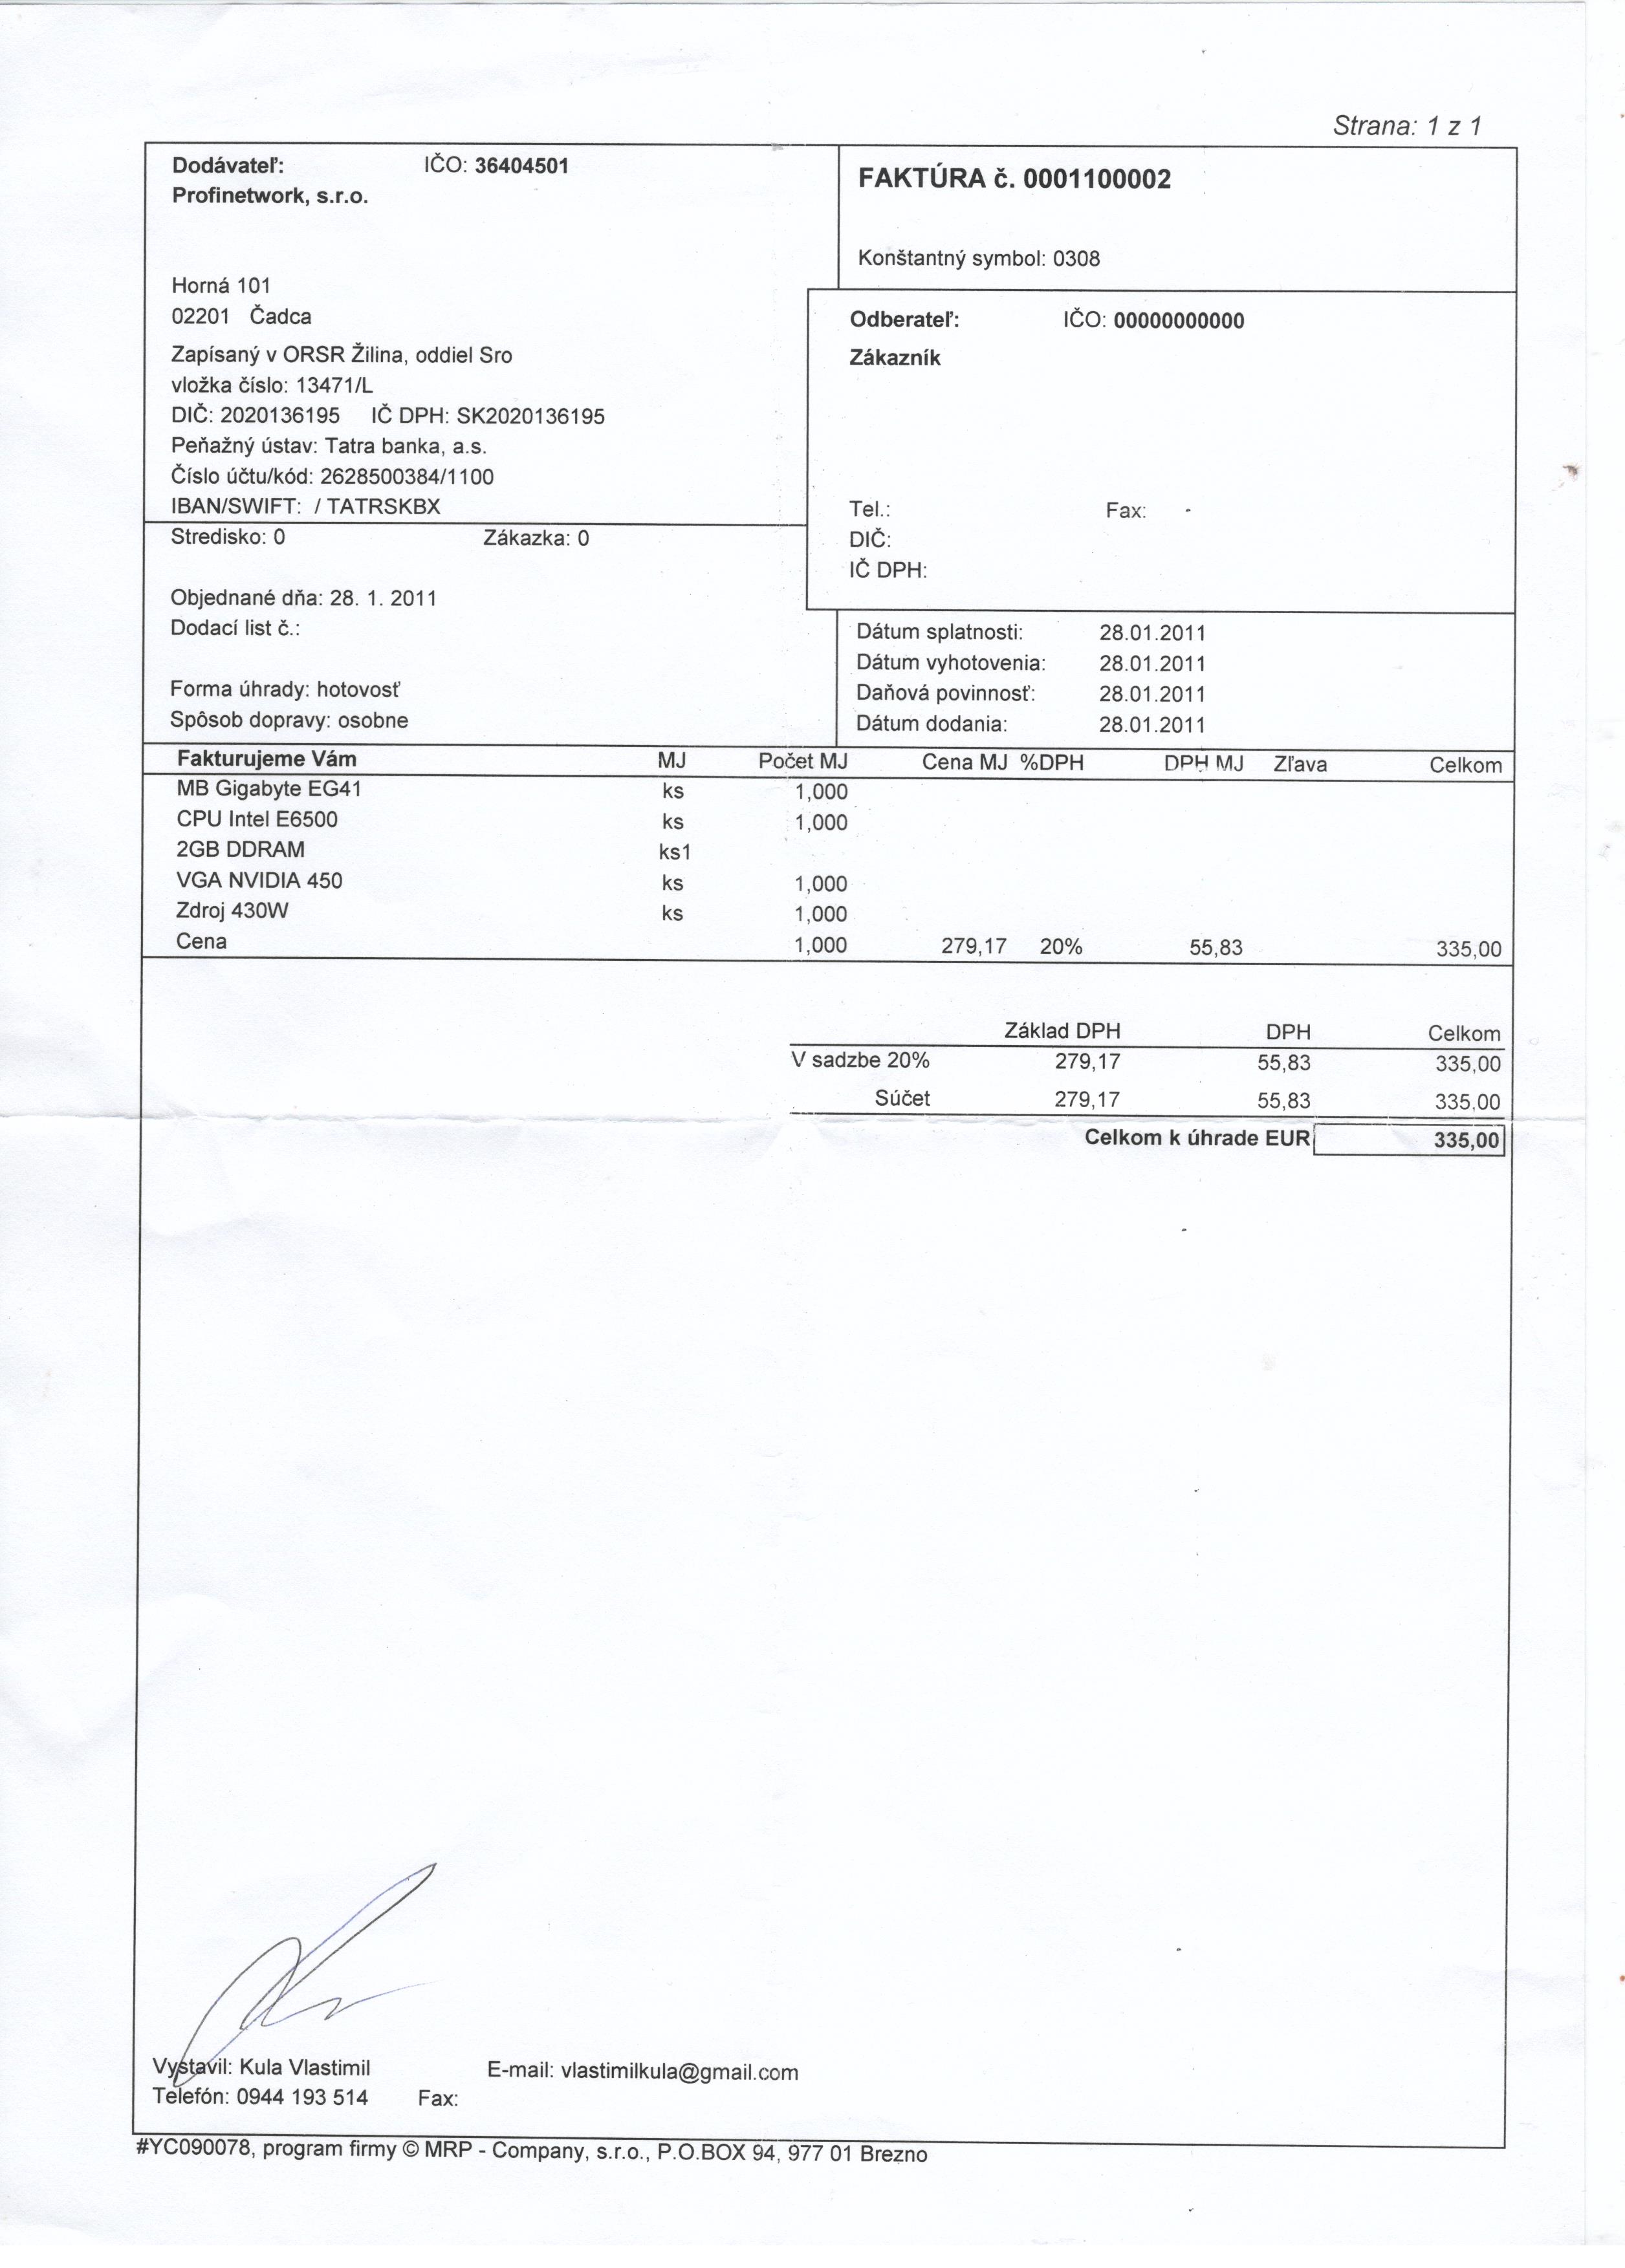 Strana: 1 z 1
Dodávateľ: IČO: 36404501
Profinetwork, s.r.o.
Horná 101
02201 Čadca
Zapísaný v ORSR Žilina, oddiel Sro
vložka číslo: 13471/L
DIČ: 2020136195 IČ DPH: SK2020136195
Peňažný ústav: Tatra banka, a.s.
Číslo účtu/kód: 2628500384/1100
IBAN/SWIFT: / TATRSKBX
FAKTÚRA č. 0001100002
Konštantný symbol: 0308
Odberateľ: IČO: 00000000000
Zákazník
Tel.: Fax: -
DIČ:
IČ DPH:
Stredisko: 0 Zákazka: 0
Objednané dňa: 28. 1. 2011
Dodací list č.:
Forma úhrady: hotovosť
Spôsob dopravy: osobne
Dátum splatnosti: 28.01.2011
Dátum vyhotovenia: 28.01.2011
Daňová povinnosť: 28.01.2011
Dátum dodania: 28.01.2011
Fakturujeme Vám MJ Počet MJ Cena MJ %DPH DPH MJ Zľava Celkom
MB Gigabyte EG41 ks 1,000
CPU Intel E6500 ks 1,000
2GB DDRAM ks1
VGA NVIDIA 450 ks 1,000
Zdroj 430W ks 1,000
Cena 1,000 279,17 20% 55,83 335,00
Základ DPH DPH Celkom
V sadzbe 20% 279,17 55,83 335,00
Súčet 279,17 55,83 335,00
Celkom k úhrade EUR 335,00
Vystavil: Kula Vlastimil E-mail: vlastimilkula@gmail.com
Telefón: 0944 193 514 Fax:
#YC090078, program firmy © MRP - Company, s.r.o., P.O.BOX 94, 977 01 Brezno